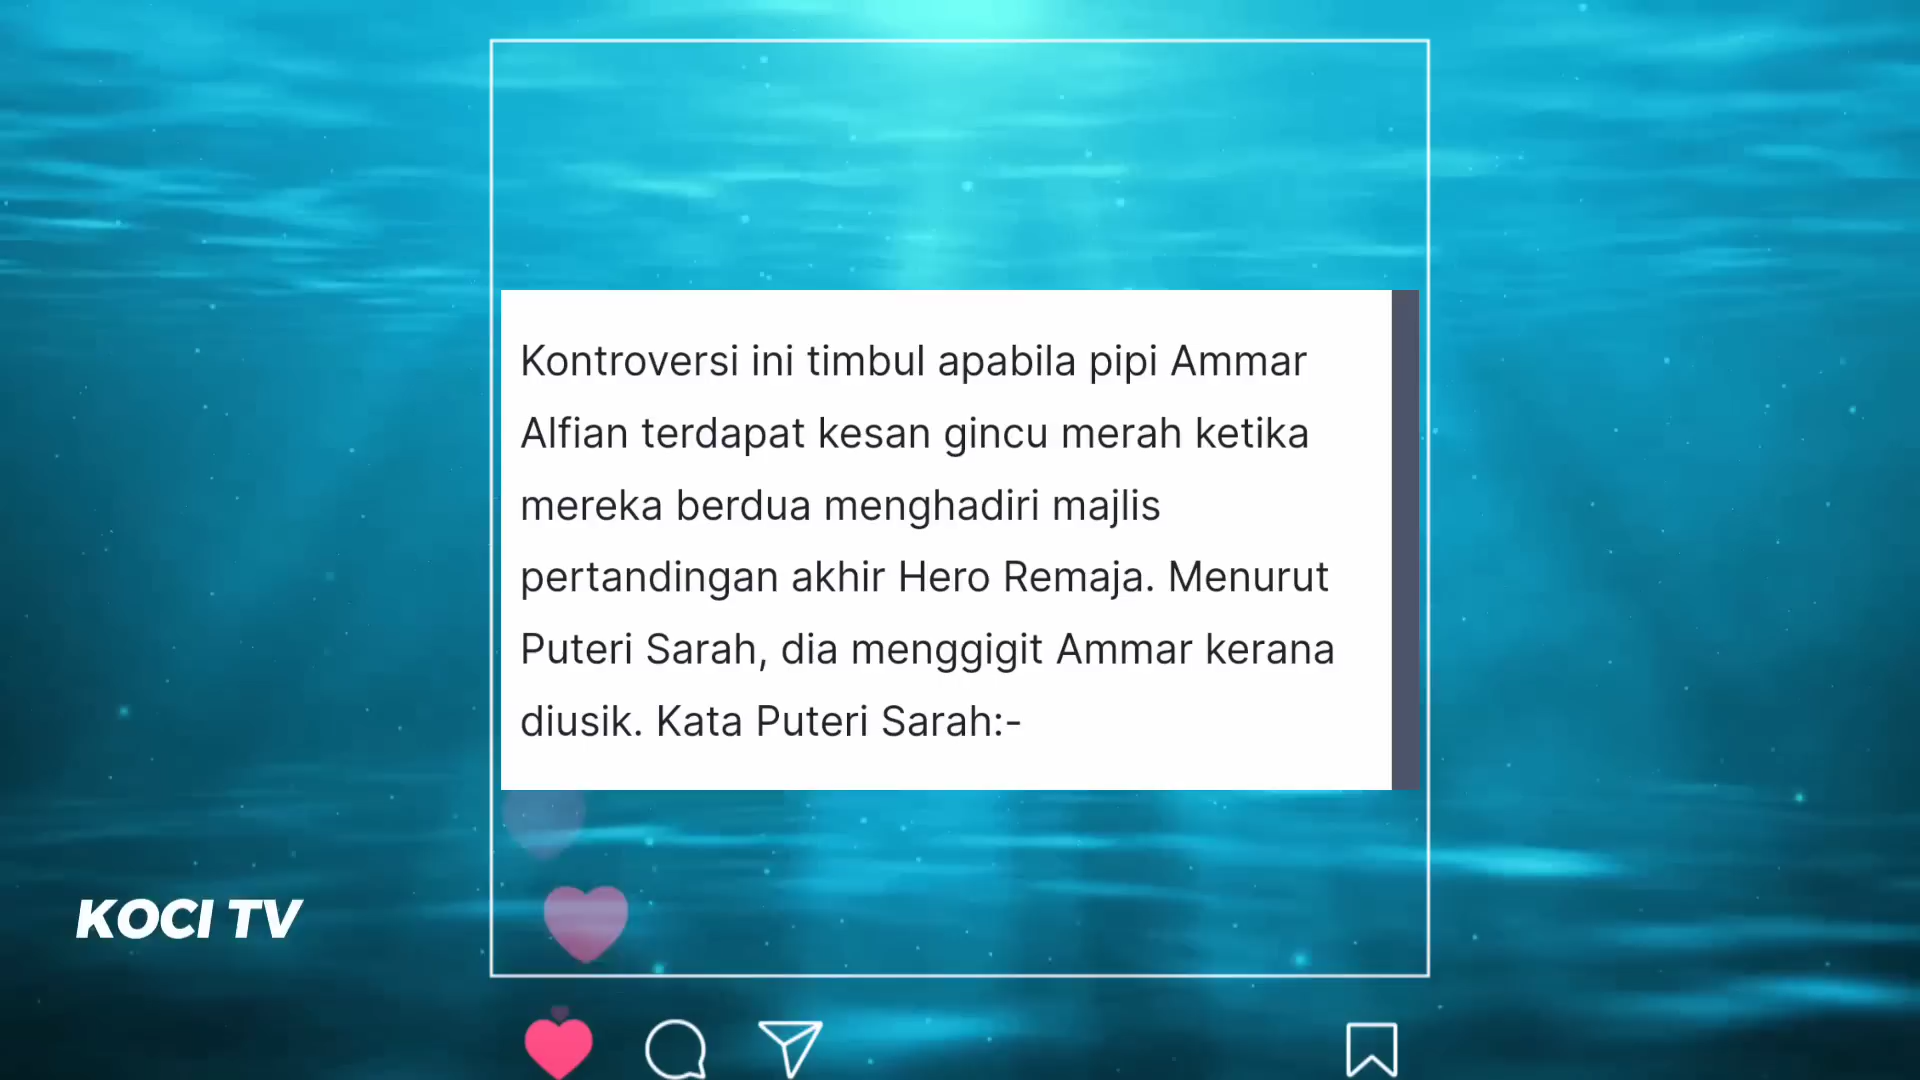 Kontroversi ini timbul apabila pipi Ammar
Alfian terdapat kesan gincu merah ketika
mereka berdua menghadiri majlis
pertandingan akhir Hero Remaja. Menurut
Puteri Sarah, dia menggigit Ammar kerana
diusik. Kata Puteri Sarah:-
KOCI TV